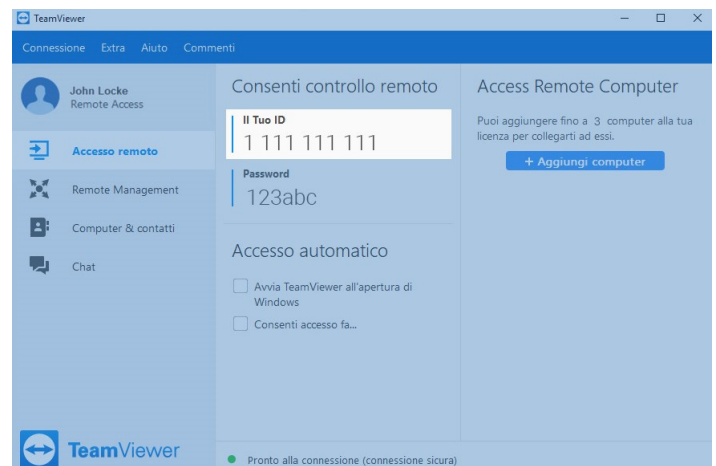 TeamViewer
Connessione Extra Aiuto Commenti
John Locke
Remote Access
Accesso remoto
Remote Management
Computer & contatti
Chat
TeamViewer
Consenti controllo remoto
Il Tuo ID
1 111 111 111
Password
123abc
Accesso automatico
Avvia TeamViewer all'apertura di
Windows
Consenti accesso fa...
Pronto alla connessione (connessione sicura)
Access Remote Computer
Puoi aggiungere fino a 3 computer alla tua
licenza per collegarti ad essi.
+ Aggiungi computer